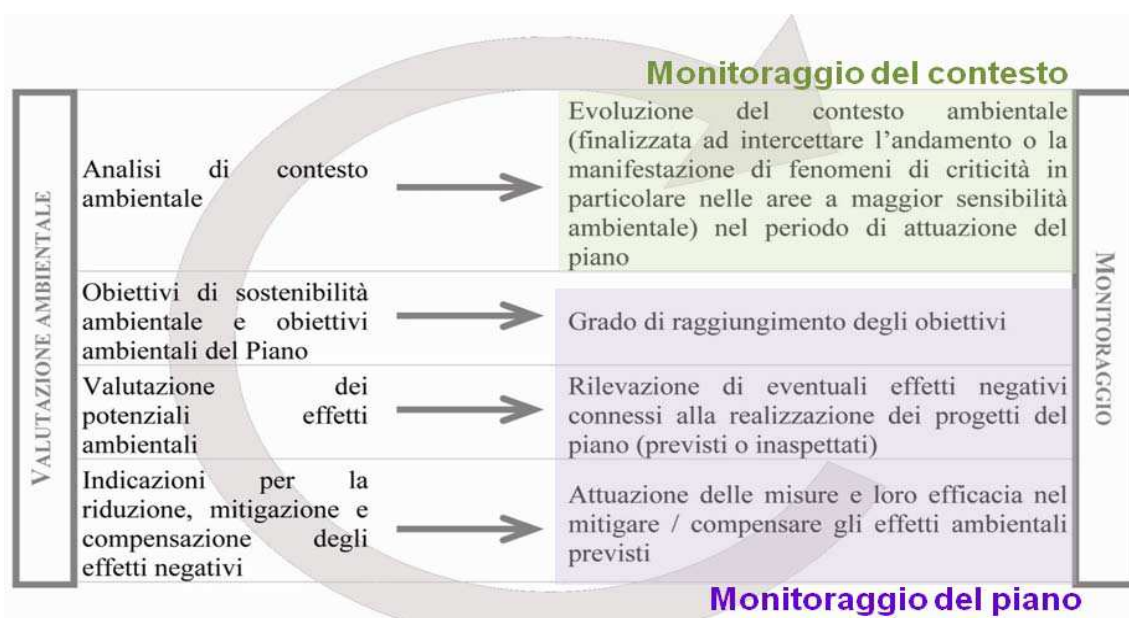 Monitoraggio del contesto
VALUTAZIONE AMBIENTALE
Analisi di contesto
ambientale
Evoluzione del contesto ambientale
(finalizzata ad intercettare l'andamento o la
manifestazione di fenomeni di criticità in
particolare nelle aree a maggior sensibilità
ambientale) nel periodo di attuazione del
piano
Obiettivi di sostenibilità
ambientale e obiettivi
ambientali del Piano
Grado di raggiungimento degli obiettivi
Valutazione dei
potenziali effetti
ambientali
Rilevazione di eventuali effetti negativi
connessi alla realizzazione dei progetti del
piano (previsti o inaspettati)
Indicazioni per la
riduzione, mitigazione e
compensazione degli
effetti negativi
Attuazione delle misure e loro efficacia nel
mitigare / compensare gli effetti ambientali
previsti
MONITORAGGIO
Monitoraggio del piano